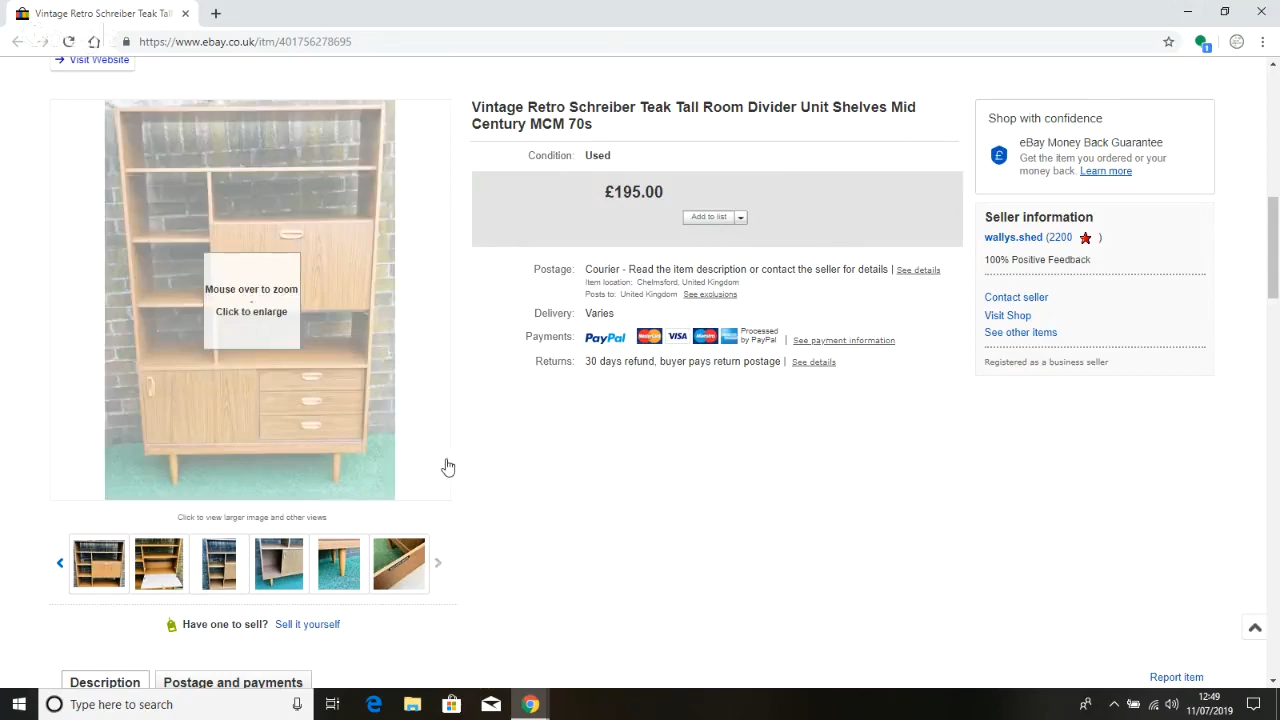 Vintage Retro Schreiber Teak Tall
https://www.ebay.co.uk/itm/401756278695
Visit Website
Vintage Retro Schreiber Teak Tall Room Divider Unit Shelves Mid
Century MCM 70s
Condition: Used
£195.00
Add to list
Postage: Courier - Read the item description or contact the seller for details | See details
Item location: Chelmsford, United Kingdom
Posts to: United Kingdom See exclusions
Delivery: Varies
Payments: PayPal MasterCard VISA Maestro Processed
by PayPal | See payment information
Returns: 30 days refund, buyer pays return postage | See details
Shop with confidence
eBay Money Back Guarantee
Get the item you ordered or your
money back. Learn more
Seller information
wallys.shed (2200 )
100% Positive Feedback
Contact seller
Visit Shop
See other items
Registered as a business seller
Mouse over to zoom
-
Click to enlarge
Click to view larger image and other views
Have one to sell? Sell it yourself
Description
Postage and payments
Report item
Type here to search
12:49
11/07/2019